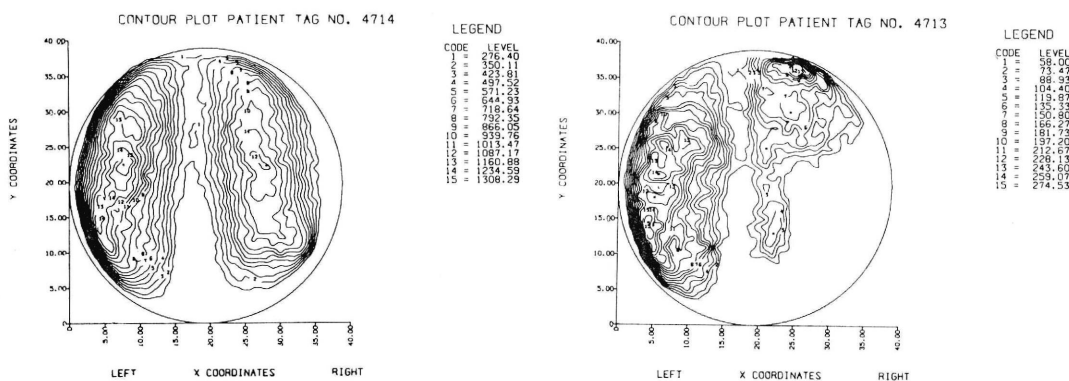 CONTOUR PLOT PATIENT TAG NO. 4714
LEGEND
CODE LEVEL
1 = 276.40
2 = 350.11
3 = 423.81
4 = 497.52
5 = 571.23
6 = 644.93
7 = 718.64
8 = 792.35
9 = 866.05
10 = 939.76
11 = 1013.47
12 = 1087.17
13 = 1160.88
14 = 1234.59
15 = 1308.29
Y COORDINATES
40.00
35.00
30.00
25.00
20.00
15.00
10.00
5.00
0
0
5.00
10.00
15.00
20.00
25.00
30.00
35.00
40.00
LEFT X COORDINATES RIGHT
CONTOUR PLOT PATIENT TAG NO. 4713
LEGEND
CODE LEVEL
1 = 58.00
2 = 73.47
3 = 88.93
4 = 104.40
5 = 119.87
6 = 135.33
7 = 150.80
8 = 166.27
9 = 181.73
10 = 197.20
11 = 212.67
12 = 228.13
13 = 243.60
14 = 259.07
15 = 274.53
Y COORDINATES
40.00
35.00
30.00
25.00
20.00
15.00
10.00
5.00
0
0
5.00
10.00
15.00
20.00
25.00
30.00
35.00
40.00
LEFT X COORDINATES RIGHT